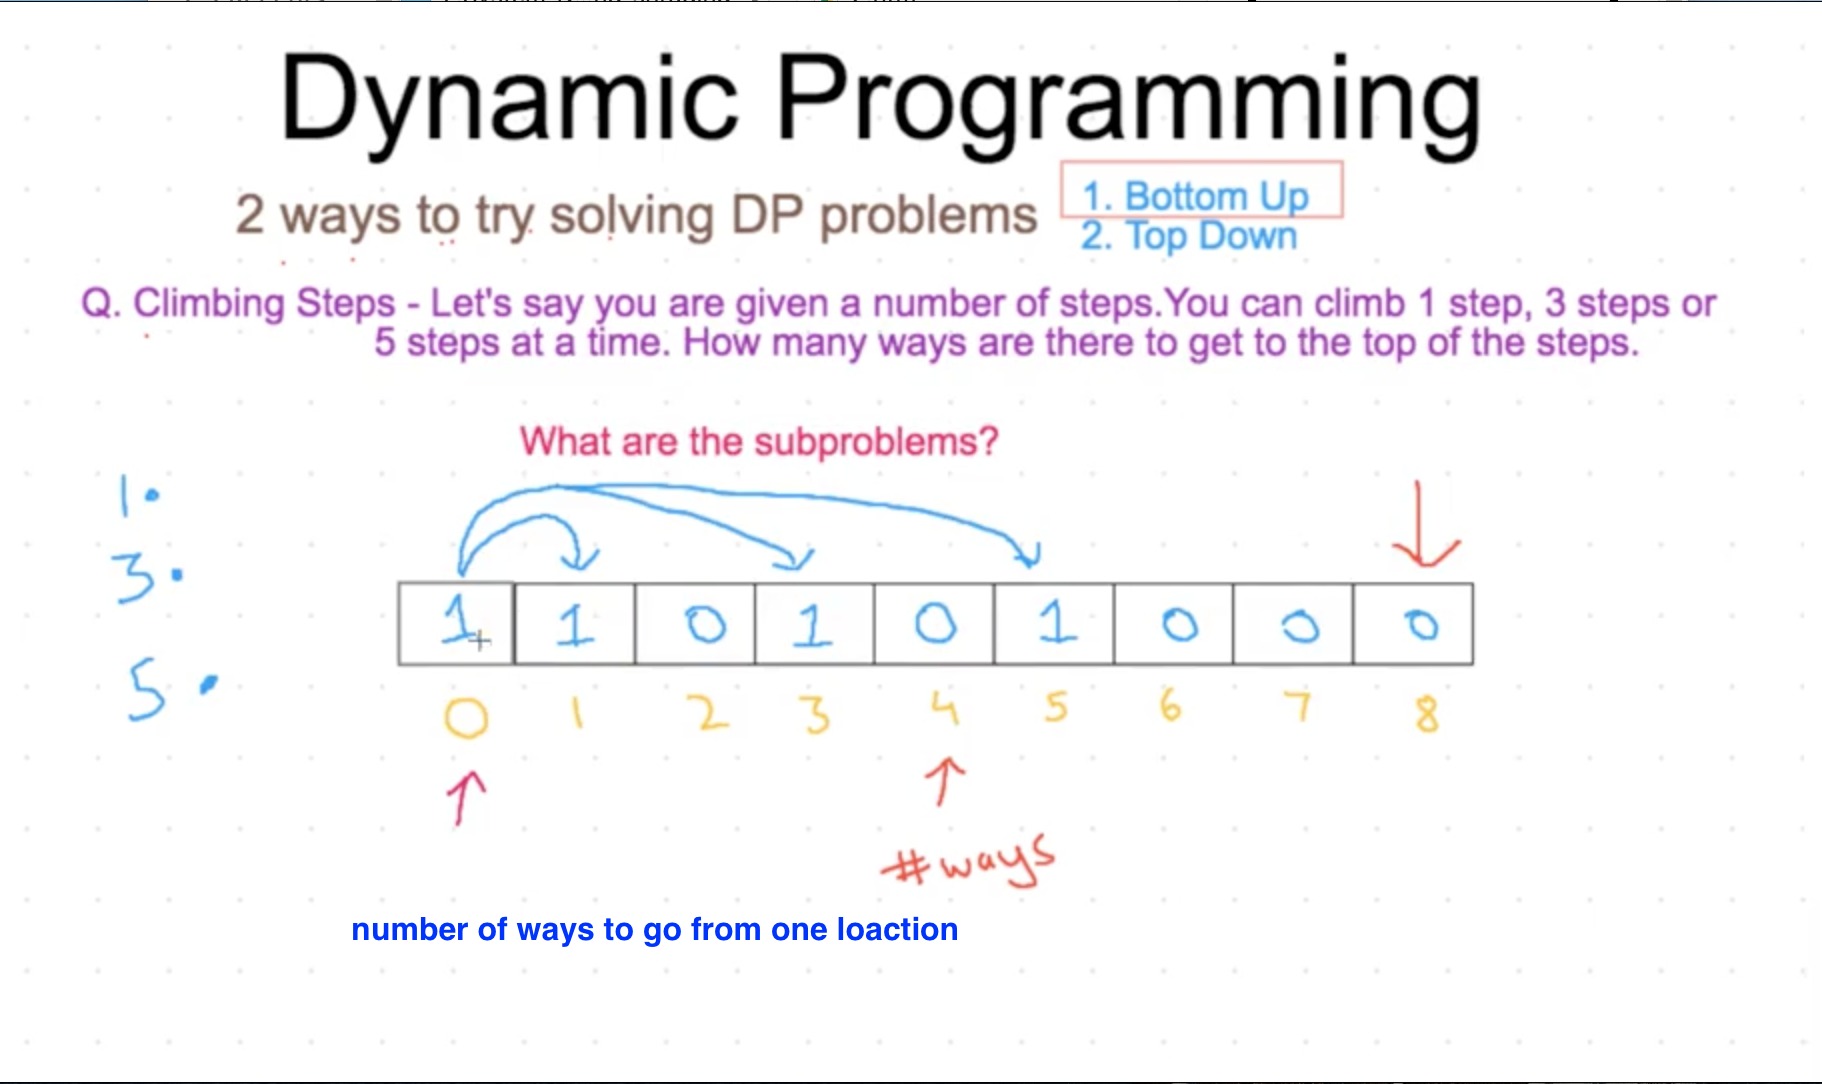 Dynamic Programming
2 ways to try solving DP problems
1. Bottom Up
2. Top Down
Q. Climbing Steps - Let's say you are given a number of steps.You can climb 1 step, 3 steps or
5 steps at a time. How many ways are there to get to the top of the steps.
What are the subproblems?
1.
3.
5.
1 1 0 1 0 1 0 0 0
0 1 2 3 4 5 6 7 8
#ways
number of ways to go from one loaction